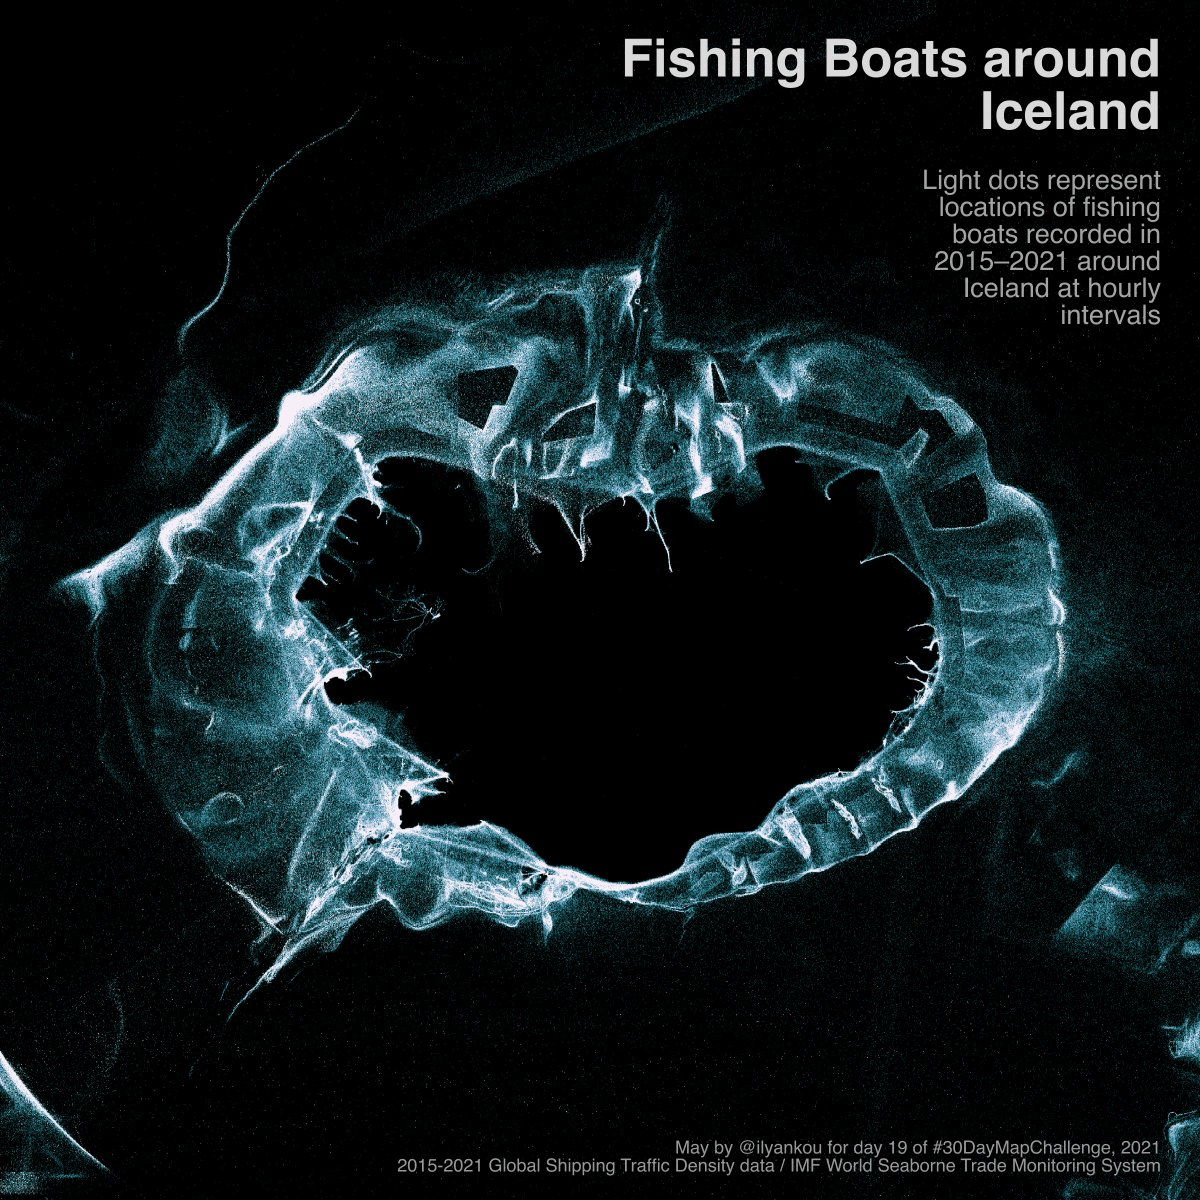 Fishing Boats around
Iceland
Light dots represent
locations of fishing
boats recorded in
2015–2021 around
Iceland at hourly
intervals
May by @ilyankou for day 19 of #30DayMapChallenge, 2021
2015-2021 Global Shipping Traffic Density data / IMF World Seaborne Trade Monitoring System